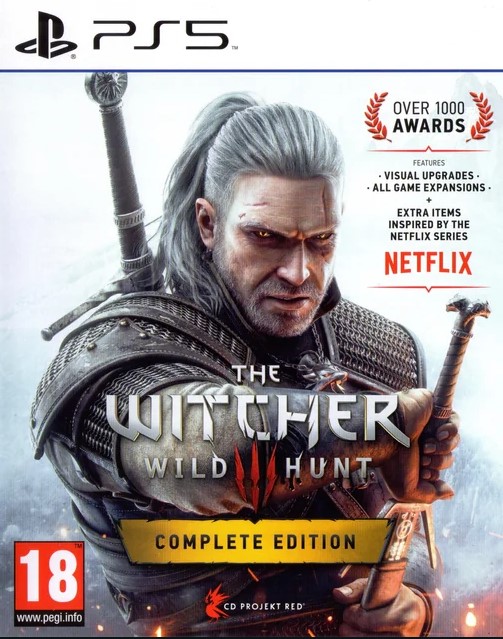 PS5
OVER 1000
AWARDS
FEATURES
· VISUAL UPGRADES ·
· ALL GAME EXPANSIONS ·
+
EXTRA ITEMS
INSPIRED BY THE
NETFLIX SERIES
NETFLIX
THE
WITCHER
WILD III HUNT
COMPLETE EDITION
18
www.pegi.info
CD PROJEKT RED®